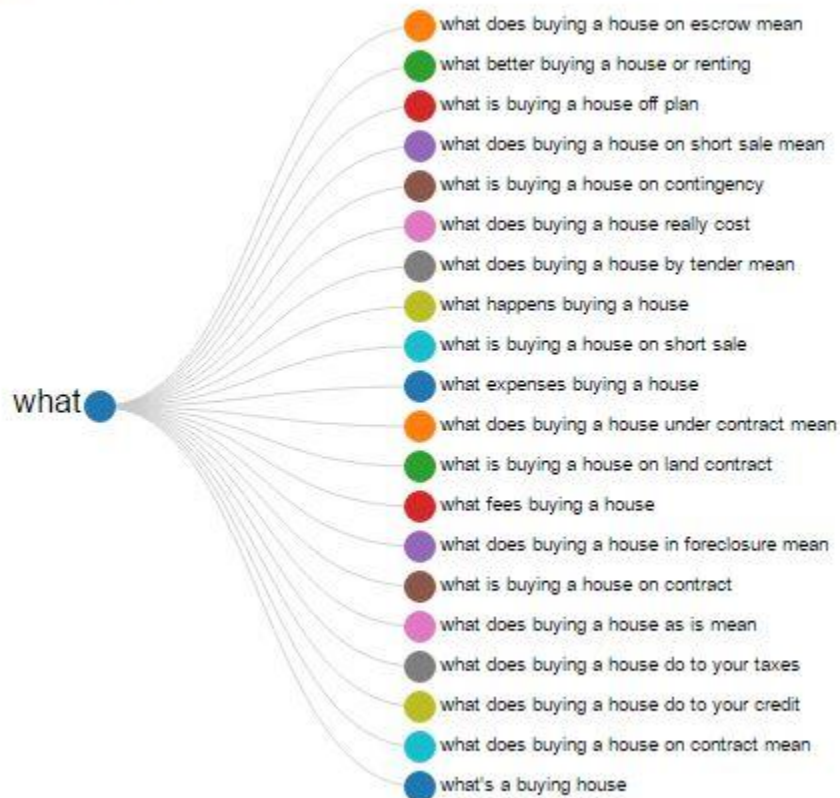 what does buying a house on escrow mean
what better buying a house or renting
what is buying a house off plan
what does buying a house on short sale mean
what is buying a house on contingency
what does buying a house really cost
what does buying a house by tender mean
what happens buying a house
what is buying a house on short sale
what expenses buying a house
what
what does buying a house under contract mean
what is buying a house on land contract
what fees buying a house
what does buying a house in foreclosure mean
what is buying a house on contract
what does buying a house as is mean
what does buying a house do to your taxes
what does buying a house do to your credit
what does buying a house on contract mean
what's a buying house